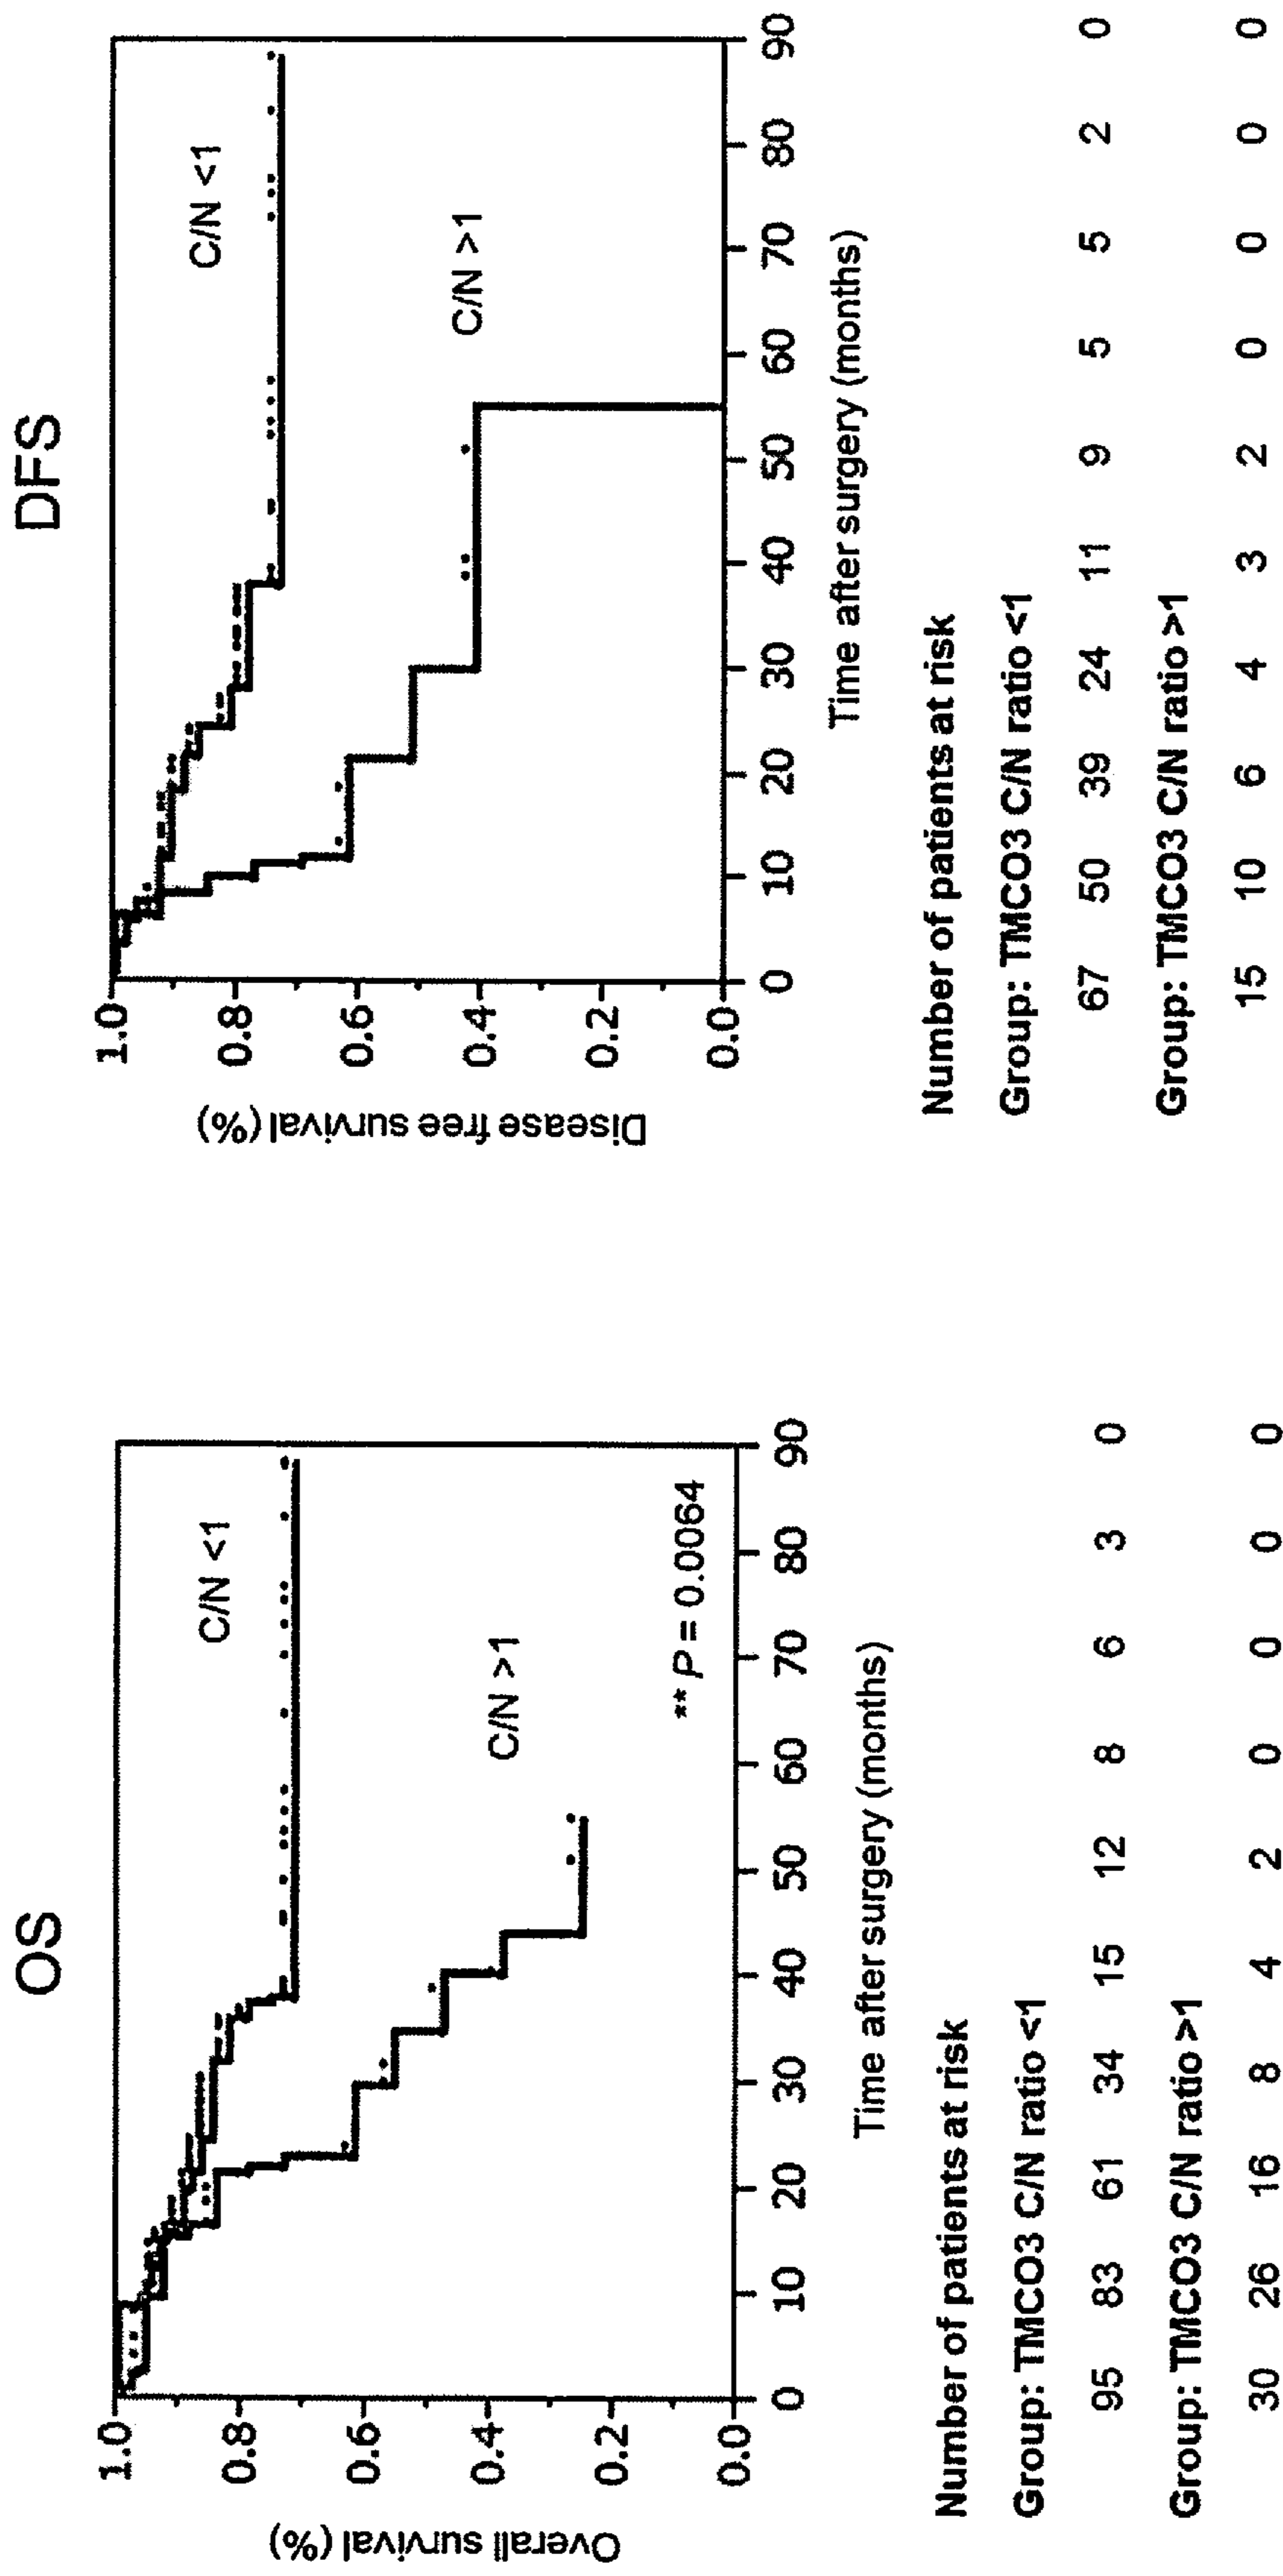 OS
Overall survival (%)
1.0
0.8
0.6
0.4
0.2
0.0
C/N <1
C/N >1
** P = 0.0064
0 10 20 30 40 50 60 70 80 90
Time after surgery (months)
Number of patients at risk
Group: TMCO3 C/N ratio <1
95 83 61 34 15 12 8 6 3 0
Group: TMCO3 C/N ratio >1
30 26 16 8 4 2 0 0 0 0
DFS
Disease free survival (%)
1.0
0.8
0.6
0.4
0.2
0.0
C/N <1
C/N >1
0 10 20 30 40 50 60 70 80 90
Time after surgery (months)
Number of patients at risk
Group: TMCO3 C/N ratio <1
67 50 39 24 11 9 5 5 2 0
Group: TMCO3 C/N ratio >1
15 10 6 4 3 2 0 0 0 0